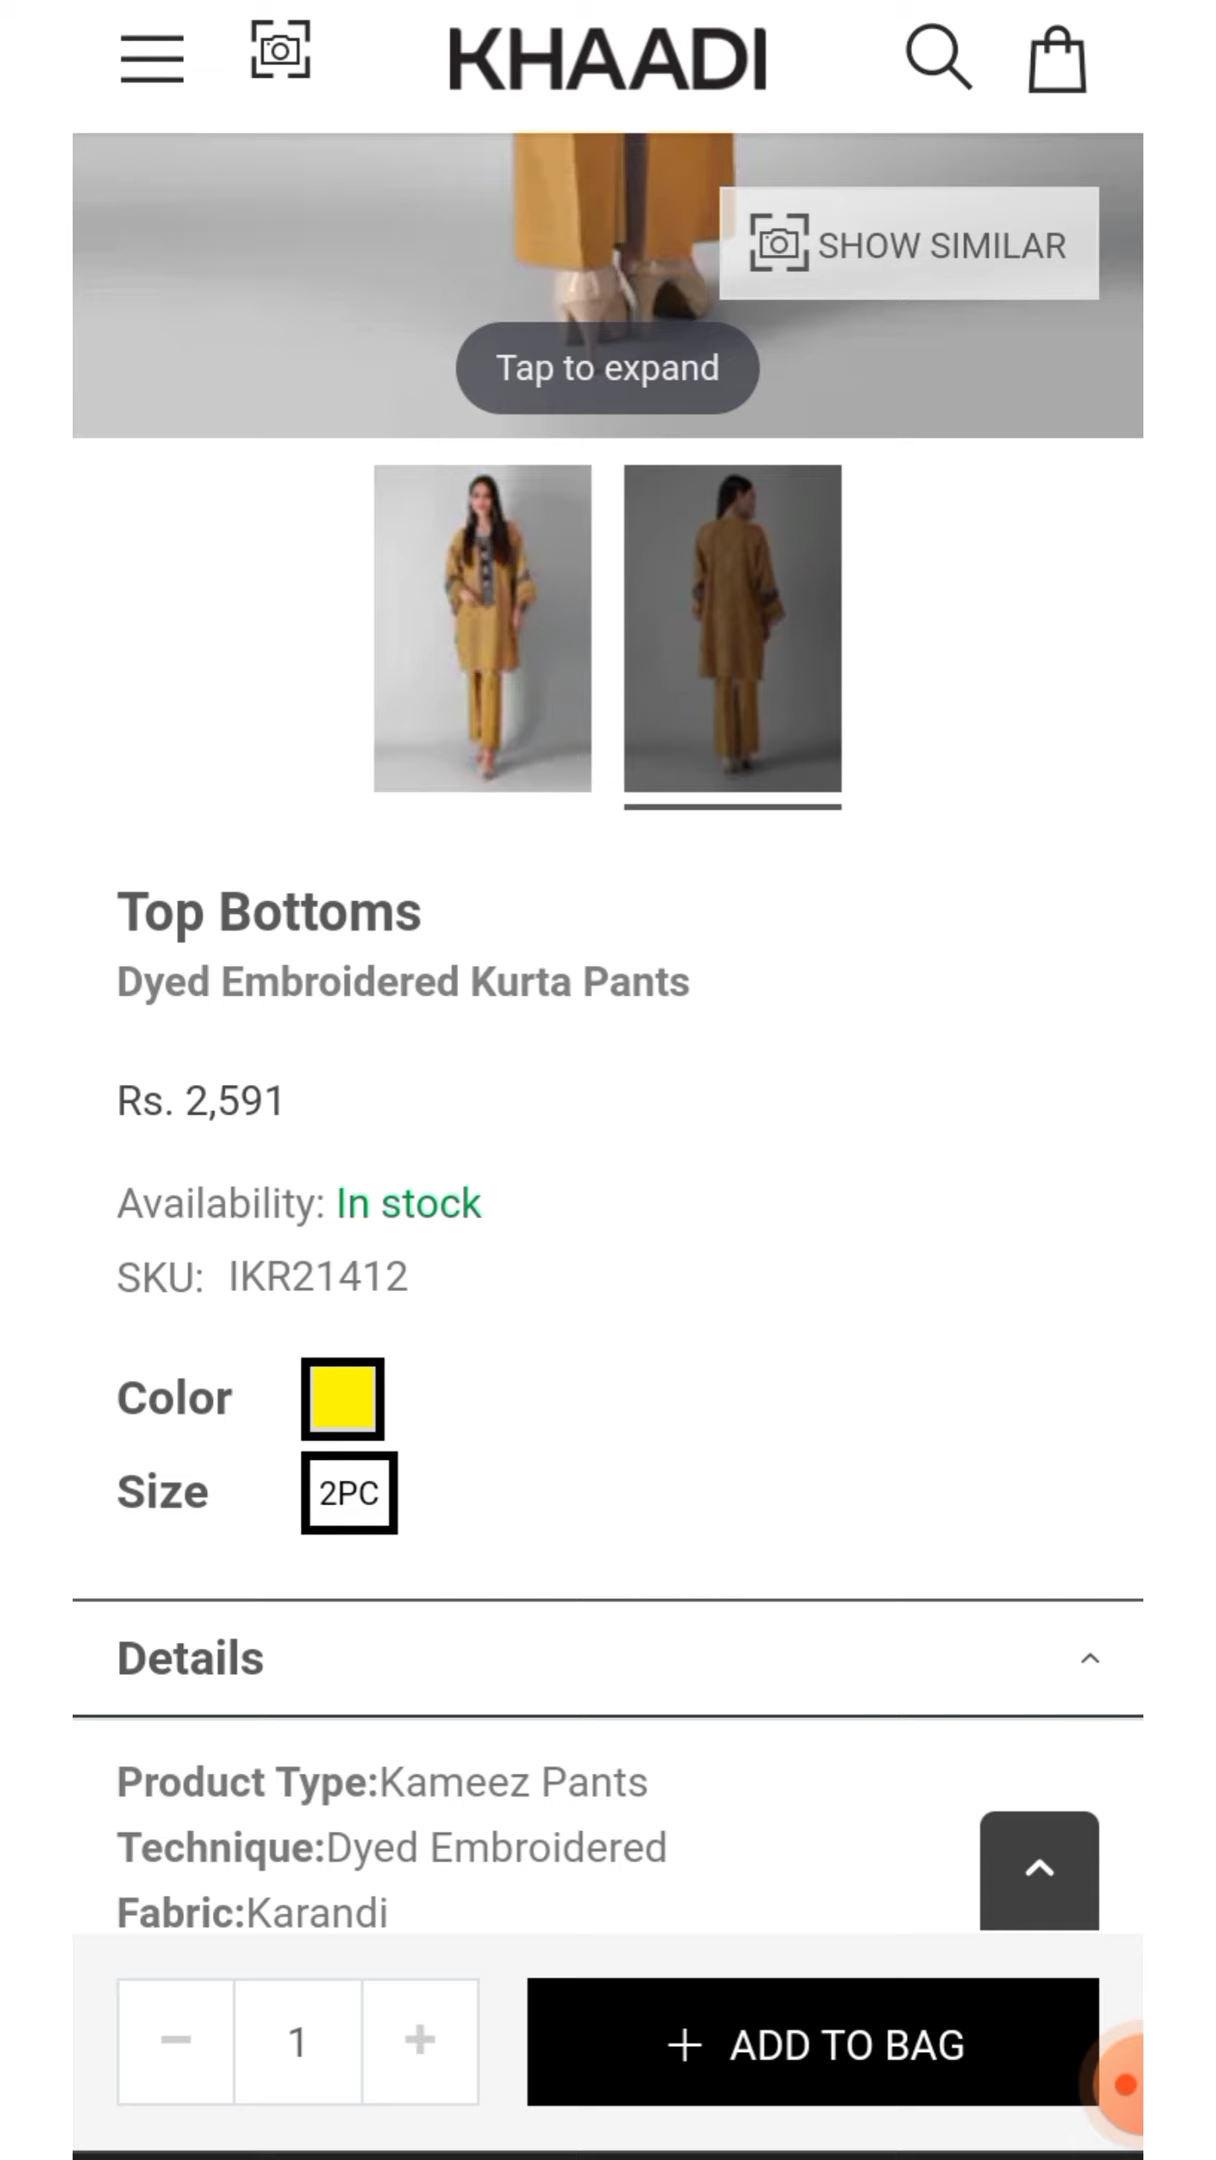 KHAADI
SHOW SIMILAR
Tap to expand
Top Bottoms
Dyed Embroidered Kurta Pants
Rs. 2,591
Availability: In stock
SKU: IKR21412
Color
Size 2PC
Details
Product Type:Kameez Pants
Technique:Dyed Embroidered
Fabric:Karandi
1
ADD TO BAG